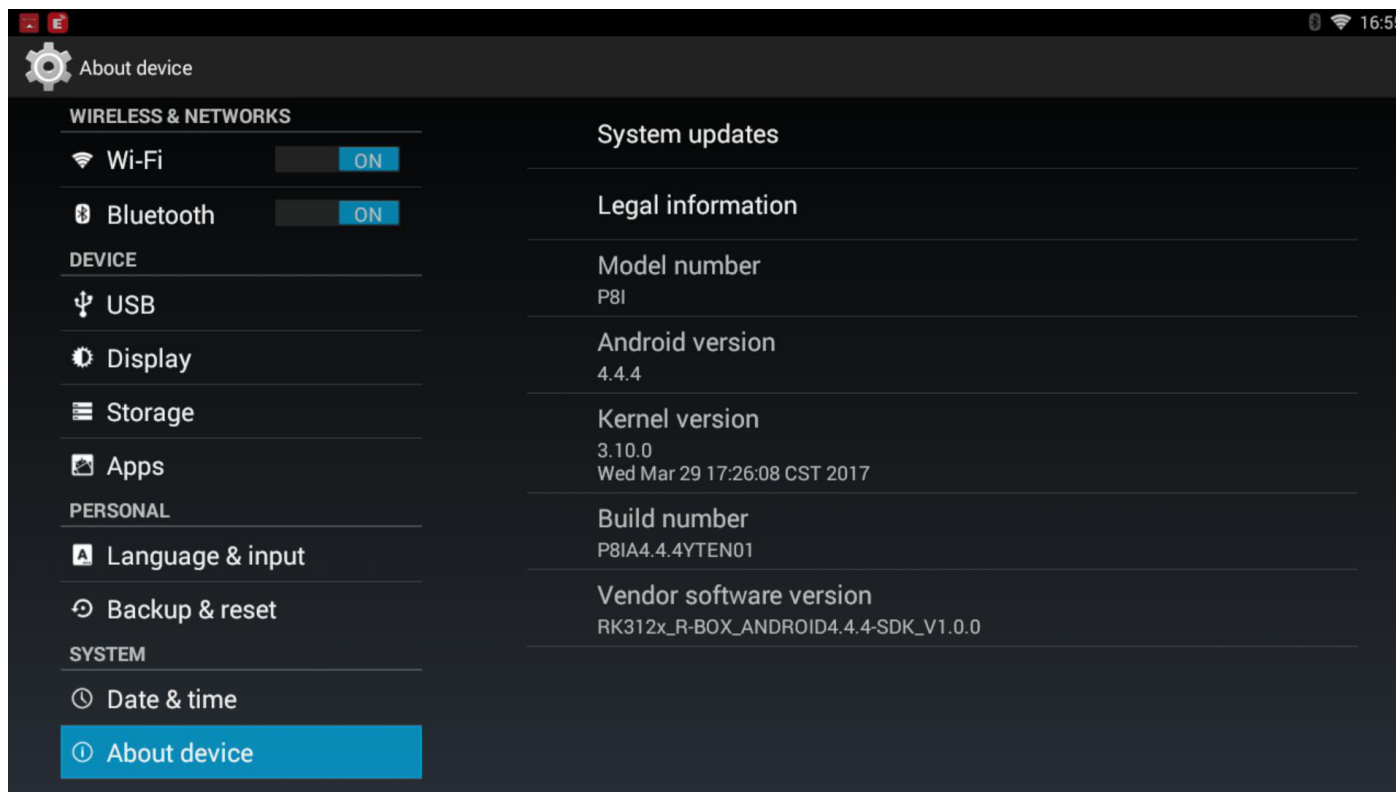 E
16:55
About device
WIRELESS & NETWORKS
Wi-Fi ON
Bluetooth ON
DEVICE
USB
Display
Storage
Apps
PERSONAL
Language & input
Backup & reset
SYSTEM
Date & time
About device
System updates
Legal information
Model number
P8I
Android version
4.4.4
Kernel version
3.10.0
Wed Mar 29 17:26:08 CST 2017
Build number
P8IA4.4.4YTEN01
Vendor software version
RK312x_R-BOX_ANDROID4.4.4-SDK_V1.0.0